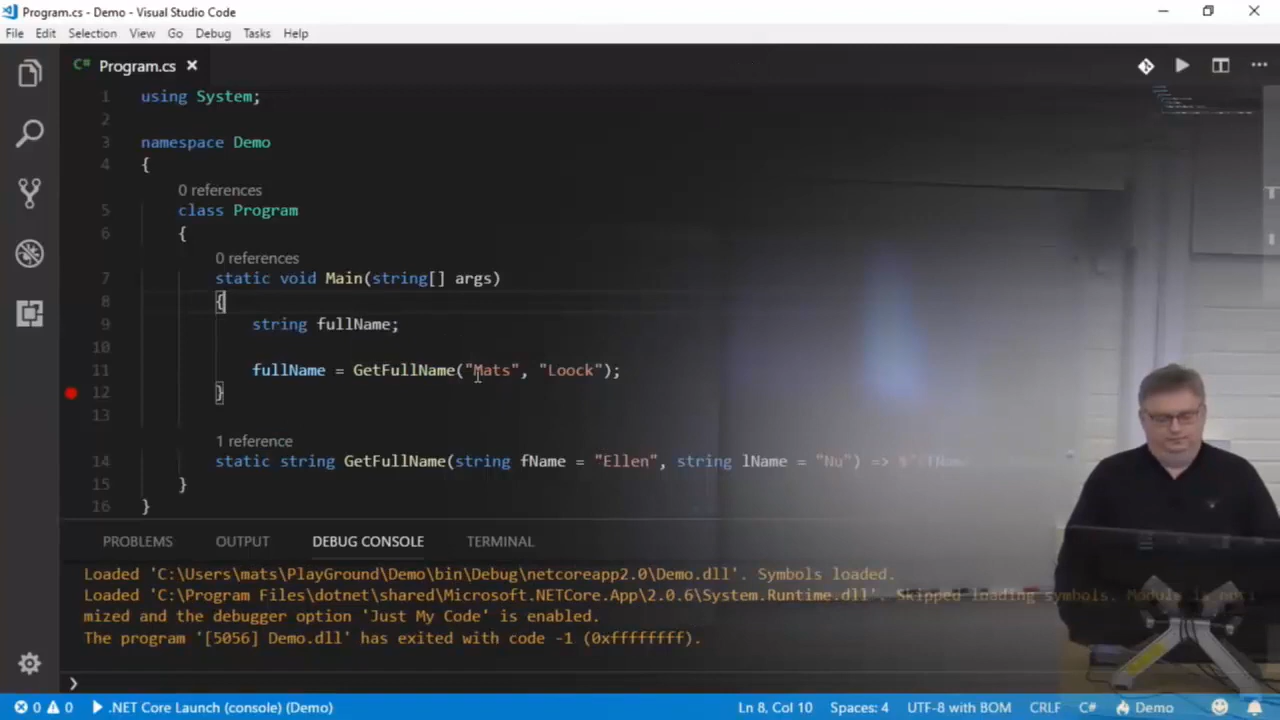 Program.cs - Demo - Visual Studio Code
File Edit Selection View Go Debug Tasks Help
Program.cs
1 using System;
2
3 namespace Demo
4 {
0 references
5 class Program
6 {
0 references
7 static void Main(string[] args)
8 {
9 string fullName;
10
11 fullName = GetFullName("Mats", "Loock");
12 }
13
1 reference
14 static string GetFullName(string fName = "Ellen", string lName = "Nu") => $"{fName
15 }
16 }
PROBLEMS OUTPUT DEBUG CONSOLE TERMINAL
Loaded 'C:\Users\mats\PlayGround\Demo\bin\Debug\netcoreapp2.0\Demo.dll'. Symbols loaded.
Loaded 'C:\Program Files\dotnet\shared\Microsoft.NETCore.App\2.0.6\System.Runtime.dll'. Skipped loading symbols. Module is opti
mized and the debugger option 'Just My Code' is enabled.
The program '[5056] Demo.dll' has exited with code -1 (0xffffffff).
0 0 .NET Core Launch (console) (Demo) Ln 8, Col 10 Spaces: 4 UTF-8 with BOM CRLF C# Demo